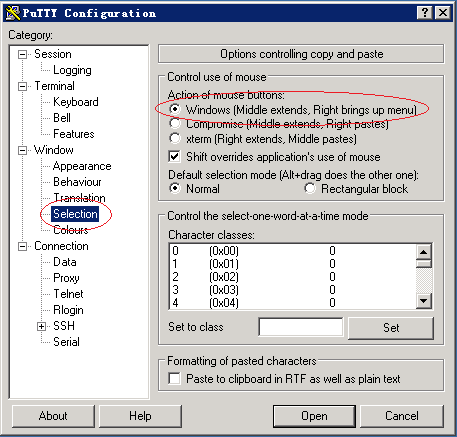 PuTTY Configuration
Category:
Session
Logging
Terminal
Keyboard
Bell
Features
Window
Appearance
Behaviour
Translation
Selection
Colours
Connection
Data
Proxy
Telnet
Rlogin
SSH
Serial
Options controlling copy and paste
Control use of mouse
Action of mouse buttons:
Windows (Middle extends, Right brings up menu)
Compromise (Middle extends, Right pastes)
xterm (Right extends, Middle pastes)
Shift overrides application's use of mouse
Default selection mode (Alt+drag does the other one):
Normal Rectangular block
Control the select-one-word-at-a-time mode
Character classes:
0 (0x00) 0
1 (0x01) 0
2 (0x02) 0
3 (0x03) 0
4 (0x04) 0
Set to class Set
Formatting of pasted characters
Paste to clipboard in RTF as well as plain text
About Help Open Cancel